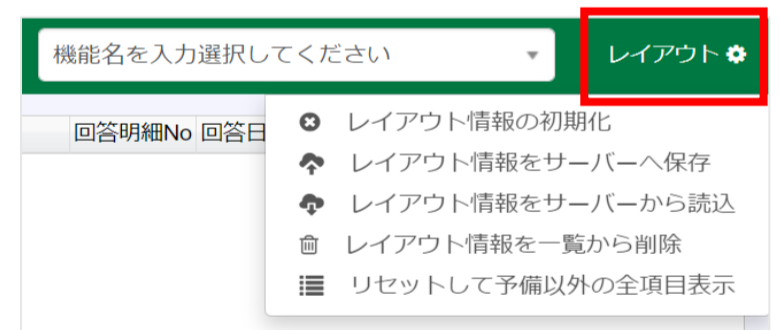 機能名を入力選択してください
レイアウト
回答明細No 回答日
レイアウト情報の初期化
レイアウト情報をサーバーへ保存
レイアウト情報をサーバーから読込
レイアウト情報を一覧から削除
リセットして予備以外の全項目表示